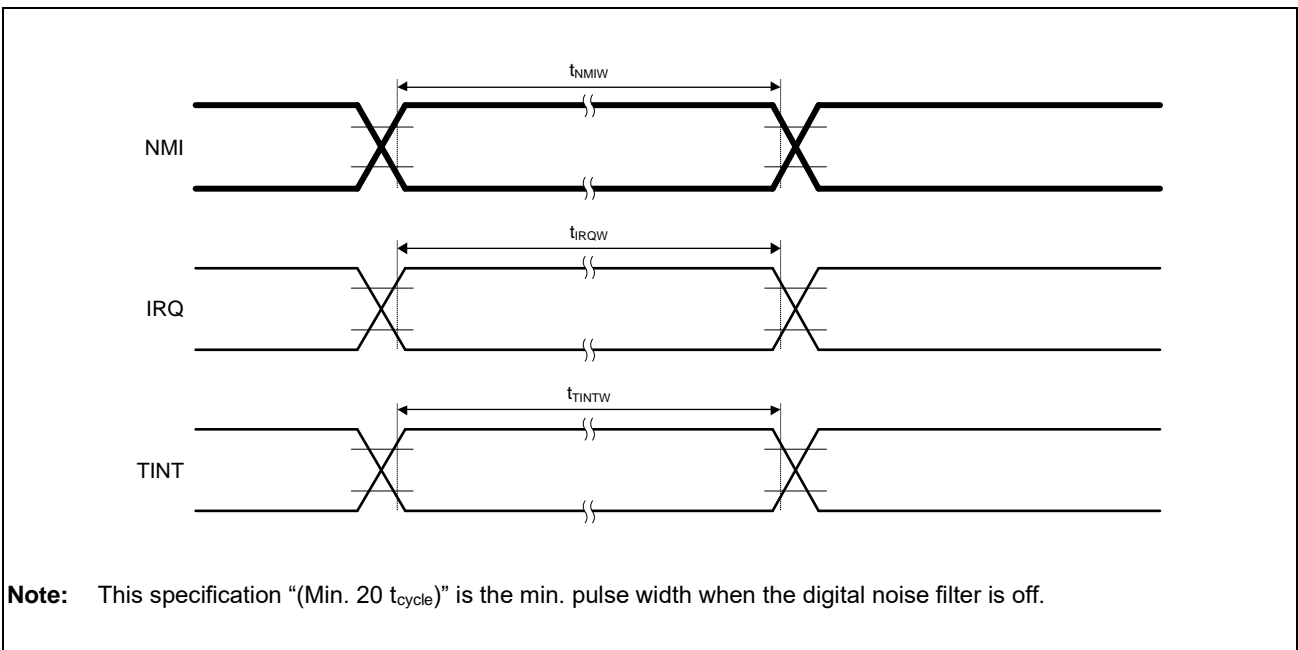 tNMIW
NMI
tIRQW
IRQ
tTINTW
TINT
Note: This specification “(Min. 20 tcycle)” is the min. pulse width when the digital noise filter is off.